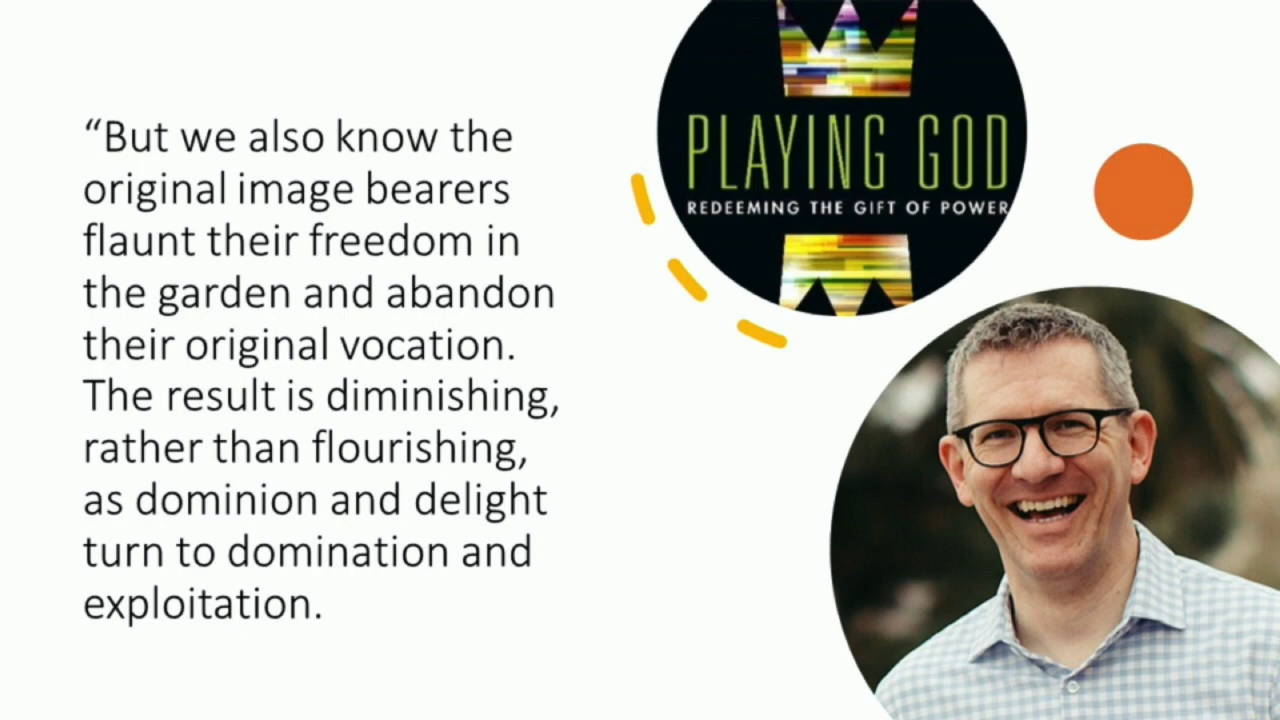 “But we also know the
original image bearers
flaunt their freedom in
the garden and abandon
their original vocation.
The result is diminishing,
rather than flourishing,
as dominion and delight
turn to domination and
exploitation.
PLAYING GOD
REDEEMING THE GIFT OF POWER